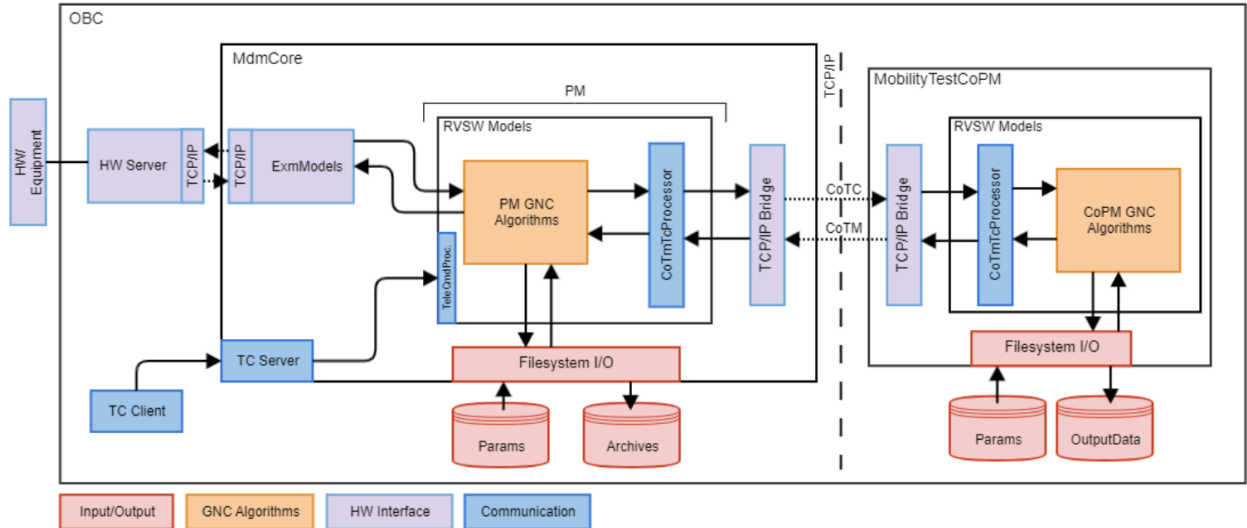 OBC
MdmCore
TCP/IP
MobilityTestCoPM
PM
RVSW Models
RVSW Models
HW/
Equipment
HW Server
TCP/IP
TCP/IP
ExmModels
PM GNC
Algorithms
CoTmTcProcessor
TCP/IP Bridge
CoTC
CoTM
TCP/IP Bridge
CoTmTcProcessor
CoPM GNC
Algorithms
TeleCmdProc.
TC Server
Filesystem I/O
Filesystem I/O
TC Client
Params
Archives
Params
OutputData
Input/Output
GNC Algorithms
HW Interface
Communication